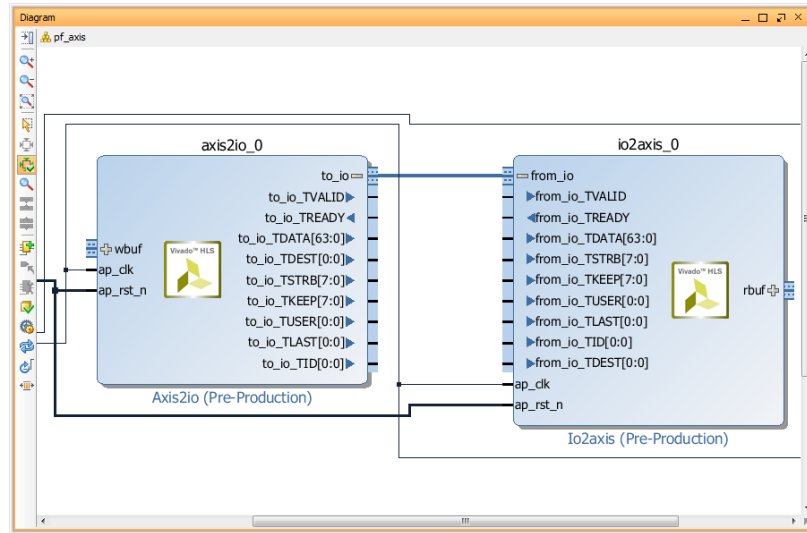 Diagram
pf_axis
axis2io_0
to_io
to_io_TVALID
to_io_TREADY
to_io_TDATA[63:0]
to_io_TDEST[0:0]
to_io_TSTRB[7:0]
to_io_TKEEP[7:0]
to_io_TUSER[0:0]
to_io_TLAST[0:0]
to_io_TID[0:0]
wbuf
ap_clk
ap_rst_n
Vivado™ HLS
Axis2io (Pre-Production)
io2axis_0
from_io
from_io_TVALID
from_io_TREADY
from_io_TDATA[63:0]
from_io_TSTRB[7:0]
from_io_TKEEP[7:0]
from_io_TUSER[0:0]
from_io_TLAST[0:0]
from_io_TID[0:0]
from_io_TDEST[0:0]
ap_clk
ap_rst_n
Vivado™ HLS
rbuf
Io2axis (Pre-Production)